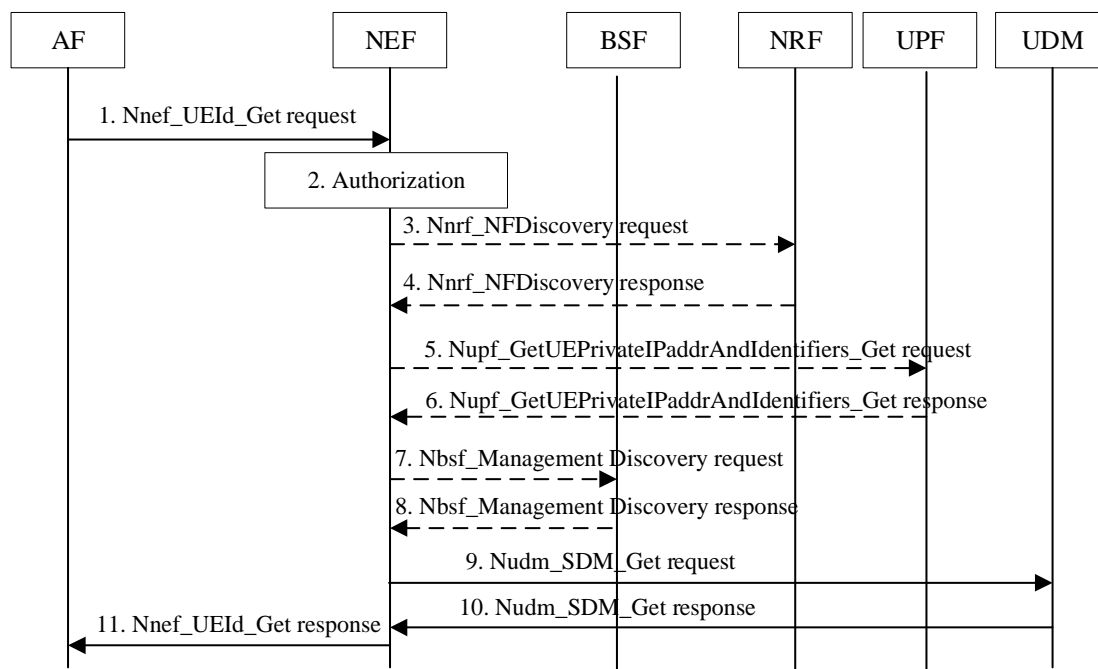 AF
NEF
BSF
NRF
UPF
UDM
1. Nnef_UEId_Get request
2. Authorization
3. Nnrf_NFDiscovery request
4. Nnrf_NFDiscovery response
5. Nupf_GetUEPrivateIPaddrAndIdentifiers_Get request
6. Nupf_GetUEPrivateIPaddrAndIdentifiers_Get response
7. Nbsf_Management Discovery request
8. Nbsf_Management Discovery response
9. Nudm_SDM_Get request
10. Nudm_SDM_Get response
11. Nnef_UEId_Get response